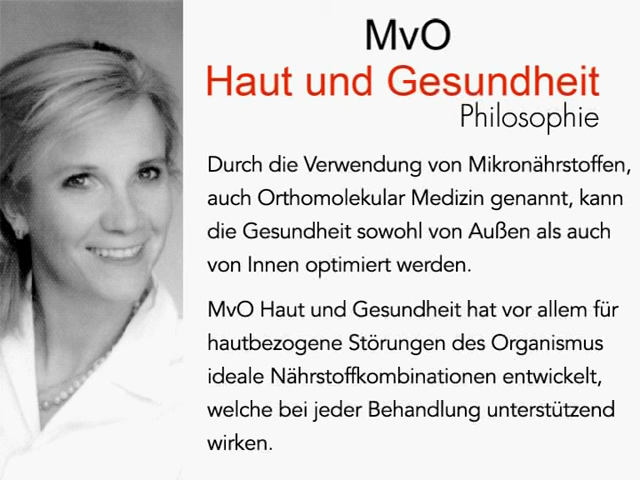 MvO
Haut und Gesundheit
Philosophie
Durch die Verwendung von Mikronährstoffen,
auch Orthomolekular Medizin genannt, kann
die Gesundheit sowohl von Außen als auch
von Innen optimiert werden.
MvO Haut und Gesundheit hat vor allem für
hautbezogene Störungen des Organismus
ideale Nährstoffkombinationen entwickelt,
welche bei jeder Behandlung unterstützend
wirken.